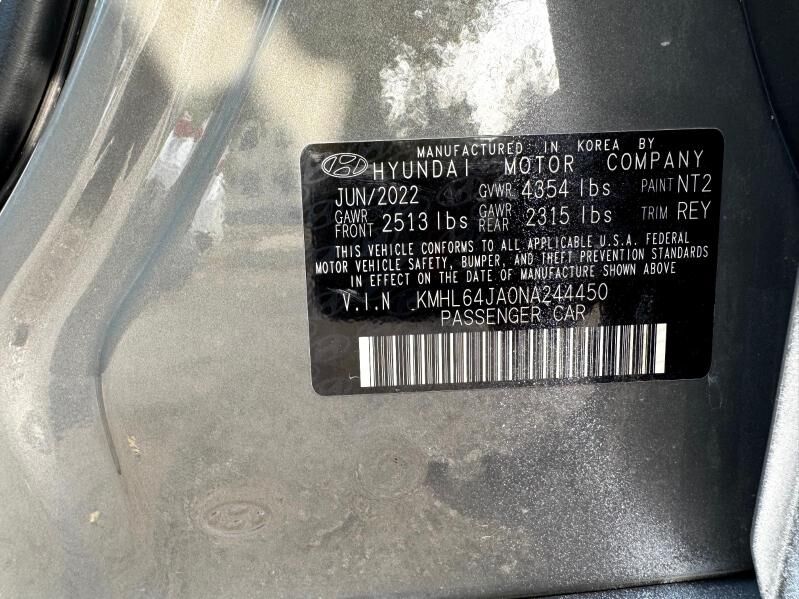 MANUFACTURED IN KOREA BY
HYUNDAI MOTOR COMPANY
JUN/2022 GVWR 4354 lbs PAINT NT2
GAWR FRONT 2513 lbs GAWR REAR 2315 lbs TRIM REY
THIS VEHICLE CONFORMS TO ALL APPLICABLE U.S.A. FEDERAL
MOTOR VEHICLE SAFETY, BUMPER, AND THEFT PREVENTION STANDARDS
IN EFFECT ON THE DATE OF MANUFACTURE SHOWN ABOVE
V.I.N KMHL64JA0NA244450
PASSENGER CAR